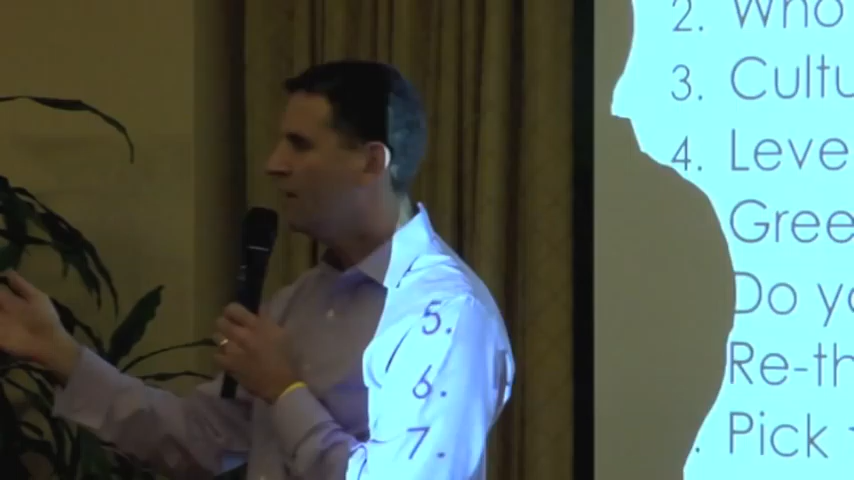 2. Who
3. Cultu
4. Leve
Gree
5. Do yo
6. Re-th
7. Pick